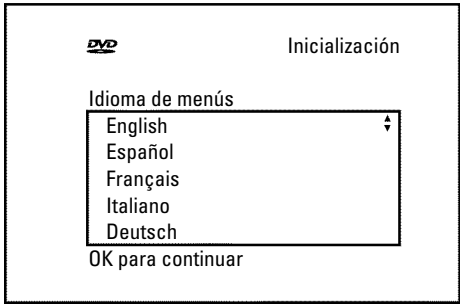 DVD Inicialización
Idioma de menús
English
Español
Français
Italiano
Deutsch
OK para continuar